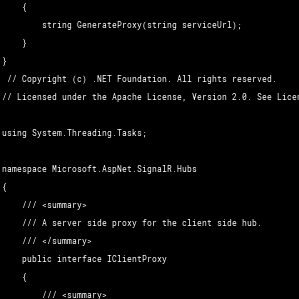 {
string GenerateProxy(string serviceUrl);
}
}
// Copyright (c) .NET Foundation. All rights reserved.
// Licensed under the Apache License, Version 2.0. See
using System.Threading.Tasks;
namespace Microsoft.AspNet.SignalR.Hubs
{
/// <summary>
/// A server side proxy for the client side hub.
/// </summary>
public interface IClientProxy
{
/// <summary>